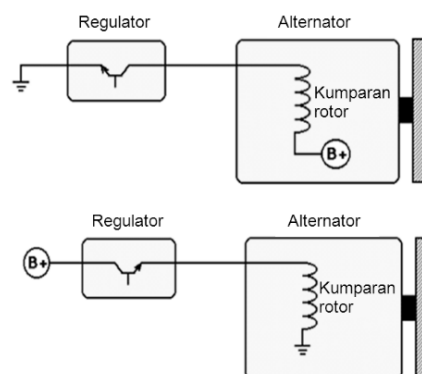 Regulator
Alternator
Kumparan
rotor
B+
Regulator
Alternator
B+
Kumparan
rotor